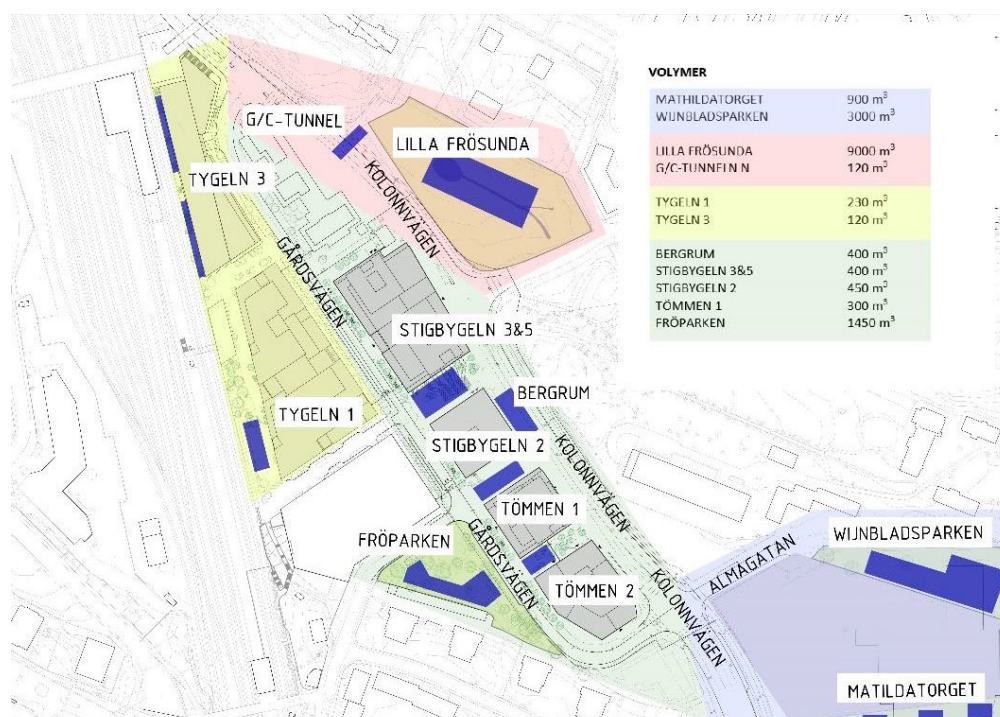 VOLYMER
MATHILDATORGET 900 m³
WIJNBLADSPARKEN 3000 m³
LILLA FRÖSUNDA 9000 m³
G/C-TUNNELN N 120 m³
TYGELN 1 230 m³
TYGELN 3 120 m³
BERGRUM 400 m³
STIGBYGELN 3&5 400 m³
STIGBYGELN 2 450 m³
TÖMMEN 1 300 m³
FRÖPARKEN 1450 m³
G/C-TUNNEL
LILLA FRÖSUNDA
TYGELN 3
KOLONNVÄGEN
GÅRDSVÄGEN
STIGBYGELN 3&5
BERGRUM
TYGELN 1
STIGBYGELN 2
KOLONNVÄGEN
TÖMMEN 1
FRÖPARKEN
GÅRDSVÄGEN
TÖMMEN 2
KOLONNVÄGEN
ALMAGATAN
WIJNBLADSPARKEN
MATILDATORGET